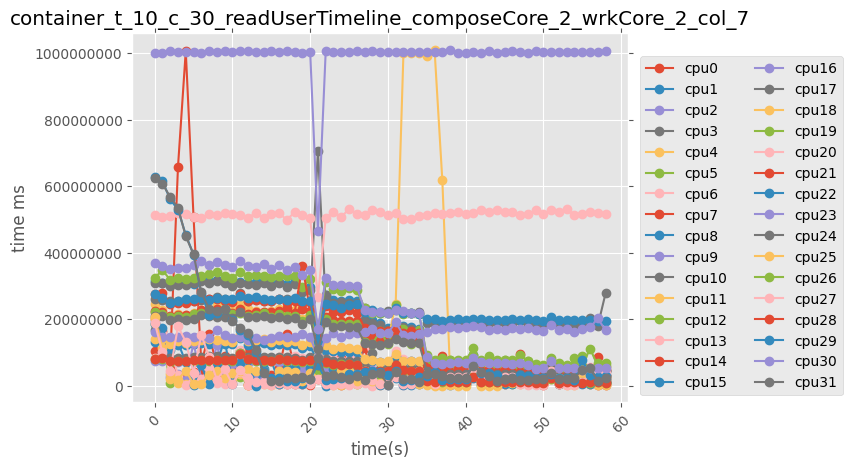 container_t_10_c_30_readUserTimeline_composeCore_2_wrkCore_2_col_7
1000000000
800000000
600000000
400000000
200000000
0
time ms
0 10 20 30 40 50 60
time(s)
cpu0 cpu16
cpu1 cpu17
cpu2 cpu18
cpu3 cpu19
cpu4 cpu20
cpu5 cpu21
cpu6 cpu22
cpu7 cpu23
cpu8 cpu24
cpu9 cpu25
cpu10 cpu26
cpu11 cpu27
cpu12 cpu28
cpu13 cpu29
cpu14 cpu30
cpu15 cpu31